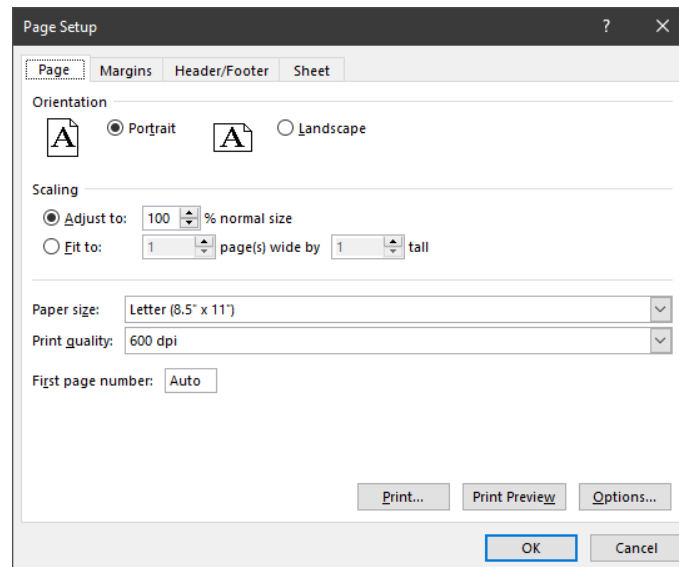 Page Setup ? ×
Page Margins Header/Footer Sheet
Orientation
A Portrait A Landscape
Scaling
Adjust to: 100 % normal size
Fit to: 1 page(s) wide by 1 tall
Paper size: Letter (8.5" x 11")
Print quality: 600 dpi
First page number: Auto
Print... Print Preview Options...
OK Cancel